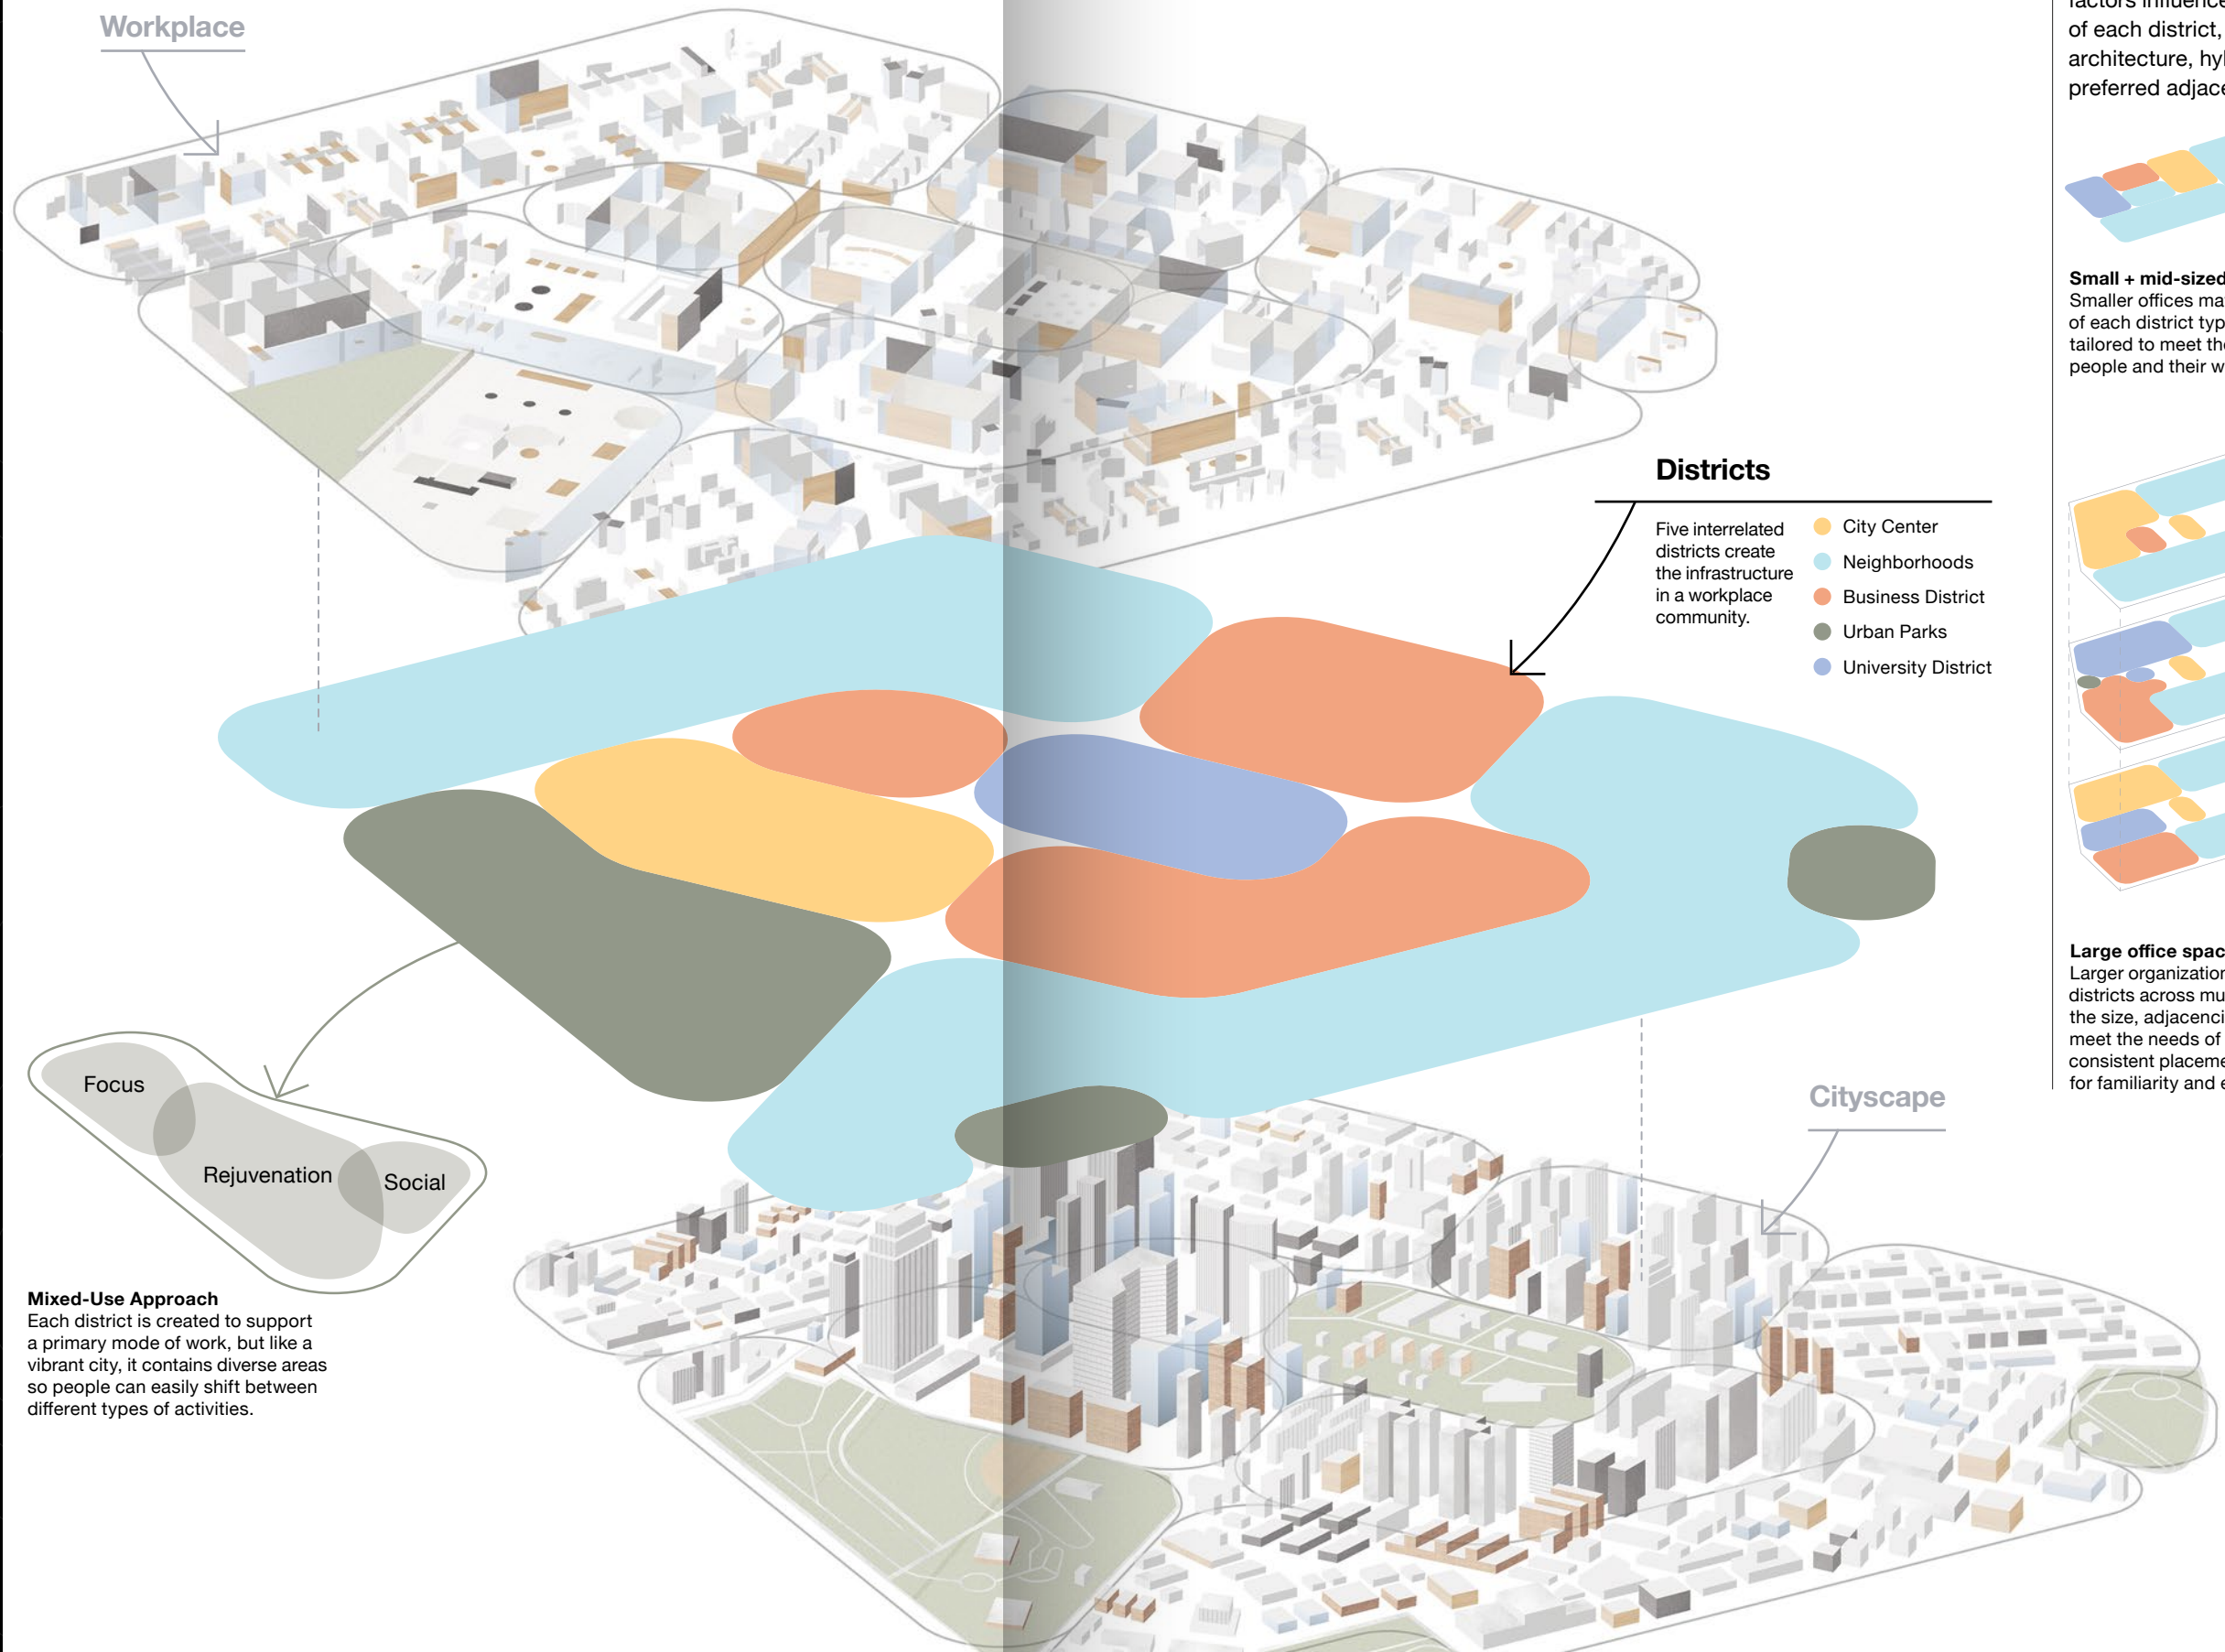 Workplace
Districts
Five interrelated
districts create
the infrastructure
in a workplace
community.
City Center
Neighborhoods
Business District
Urban Parks
University District
Focus
Rejuvenation
Social
Mixed-Use Approach
Each district is created to support
a primary mode of work, but like a
vibrant city, it contains diverse areas
so people can easily shift between
different types of activities.
Cityscape
of each district,
architecture,
preferred
Small + mid-sized
Smaller offices
of each district
tailored to meet
people and their
Large office
Larger
districts across
the size,
meet the needs of
consistent
for familiarity and